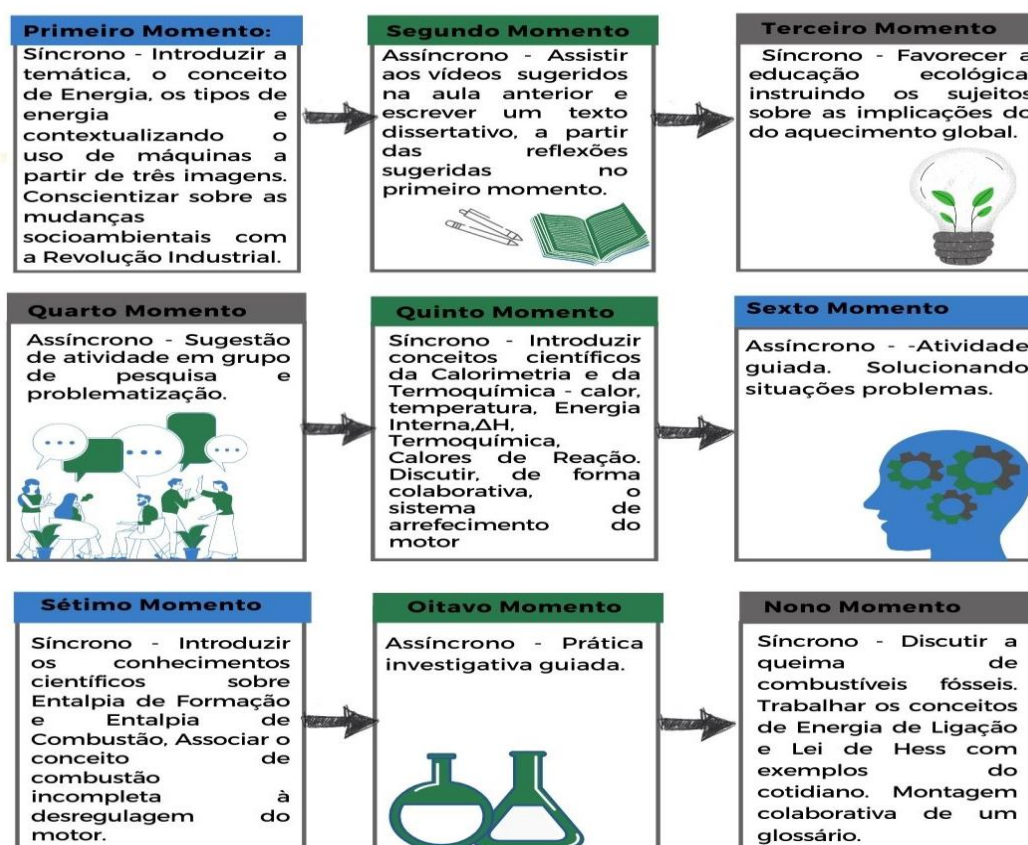 Primeiro Momento:
Síncrono - Introduzir a
temática, o conceito
de Energia, os tipos de
energia e
contextualizando o
uso de máquinas a
partir de três imagens.
Conscientizar sobre as
mudanças
socioambientais com
a Revolução Industrial.
Segundo Momento
Assíncrono - Assistir
aos vídeos sugeridos
na aula anterior e
escrever um texto
dissertativo, a partir
das reflexões
sugeridas no
primeiro momento.
Terceiro Momento
Síncrono - Favorecer a
educação ecológica
instruindo os sujeitos
sobre as implicações do
do aquecimento global.
Quarto Momento
Assíncrono - Sugestão
de atividade em grupo
de pesquisa e
problematização.
Quinto Momento
Síncrono - Introduzir
conceitos científicos
da Calorimetria e da
Termoquímica - calor,
temperatura, Energia
Interna,ΔH,
Termoquímica,
Calores de Reação.
Discutir, de forma
colaborativa, o
sistema de
arrefecimento do
motor
Sexto Momento
Assíncrono - -Atividade
guiada. Solucionando
situações problemas.
Sétimo Momento
Síncrono - Introduzir
os conhecimentos
científicos sobre
Entalpia de Formação
e Entalpia de
Combustão, Associar o
conceito de
combustão
incompleta à
desregulagem do
motor.
Oitavo Momento
Assíncrono - Prática
investigativa guiada.
Nono Momento
Síncrono - Discutir a
queima de
combustíveis fósseis.
Trabalhar os conceitos
de Energia de Ligação
e Lei de Hess com
exemplos do
cotidiano. Montagem
colaborativa de um
glossário.